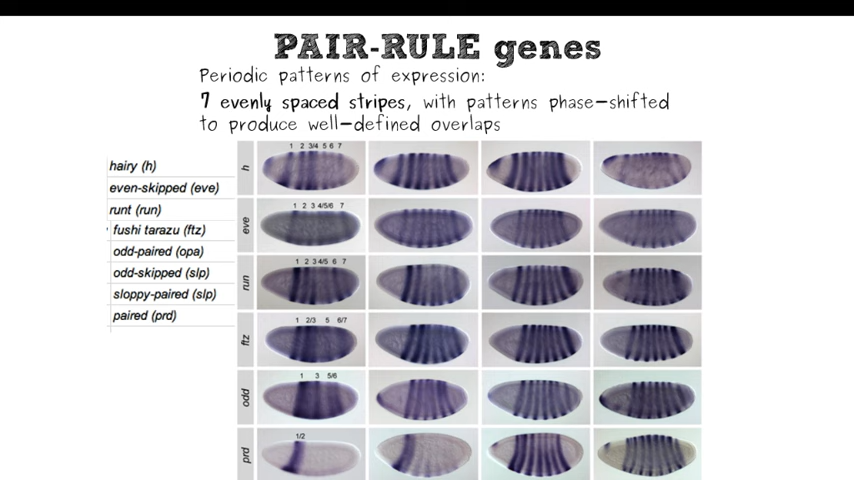 PAIR-RULE genes
Periodic patterns of expression:
7 evenly spaced stripes, with patterns phase-shifted
to produce well-defined overlaps
hairy (h)
even-skipped (eve)
runt (run)
fushi tarazu (ftz)
odd-paired (opa)
odd-skipped (slp)
sloppy-paired (slp)
paired (prd)
h
1 2 3/4 5 6 7
eve
1 2 3 4/5/6 7
run
1 2 3 4/5 6 7
ftz
1 2/3 5 6/7
odd
1 3 5/6
prd
1/2